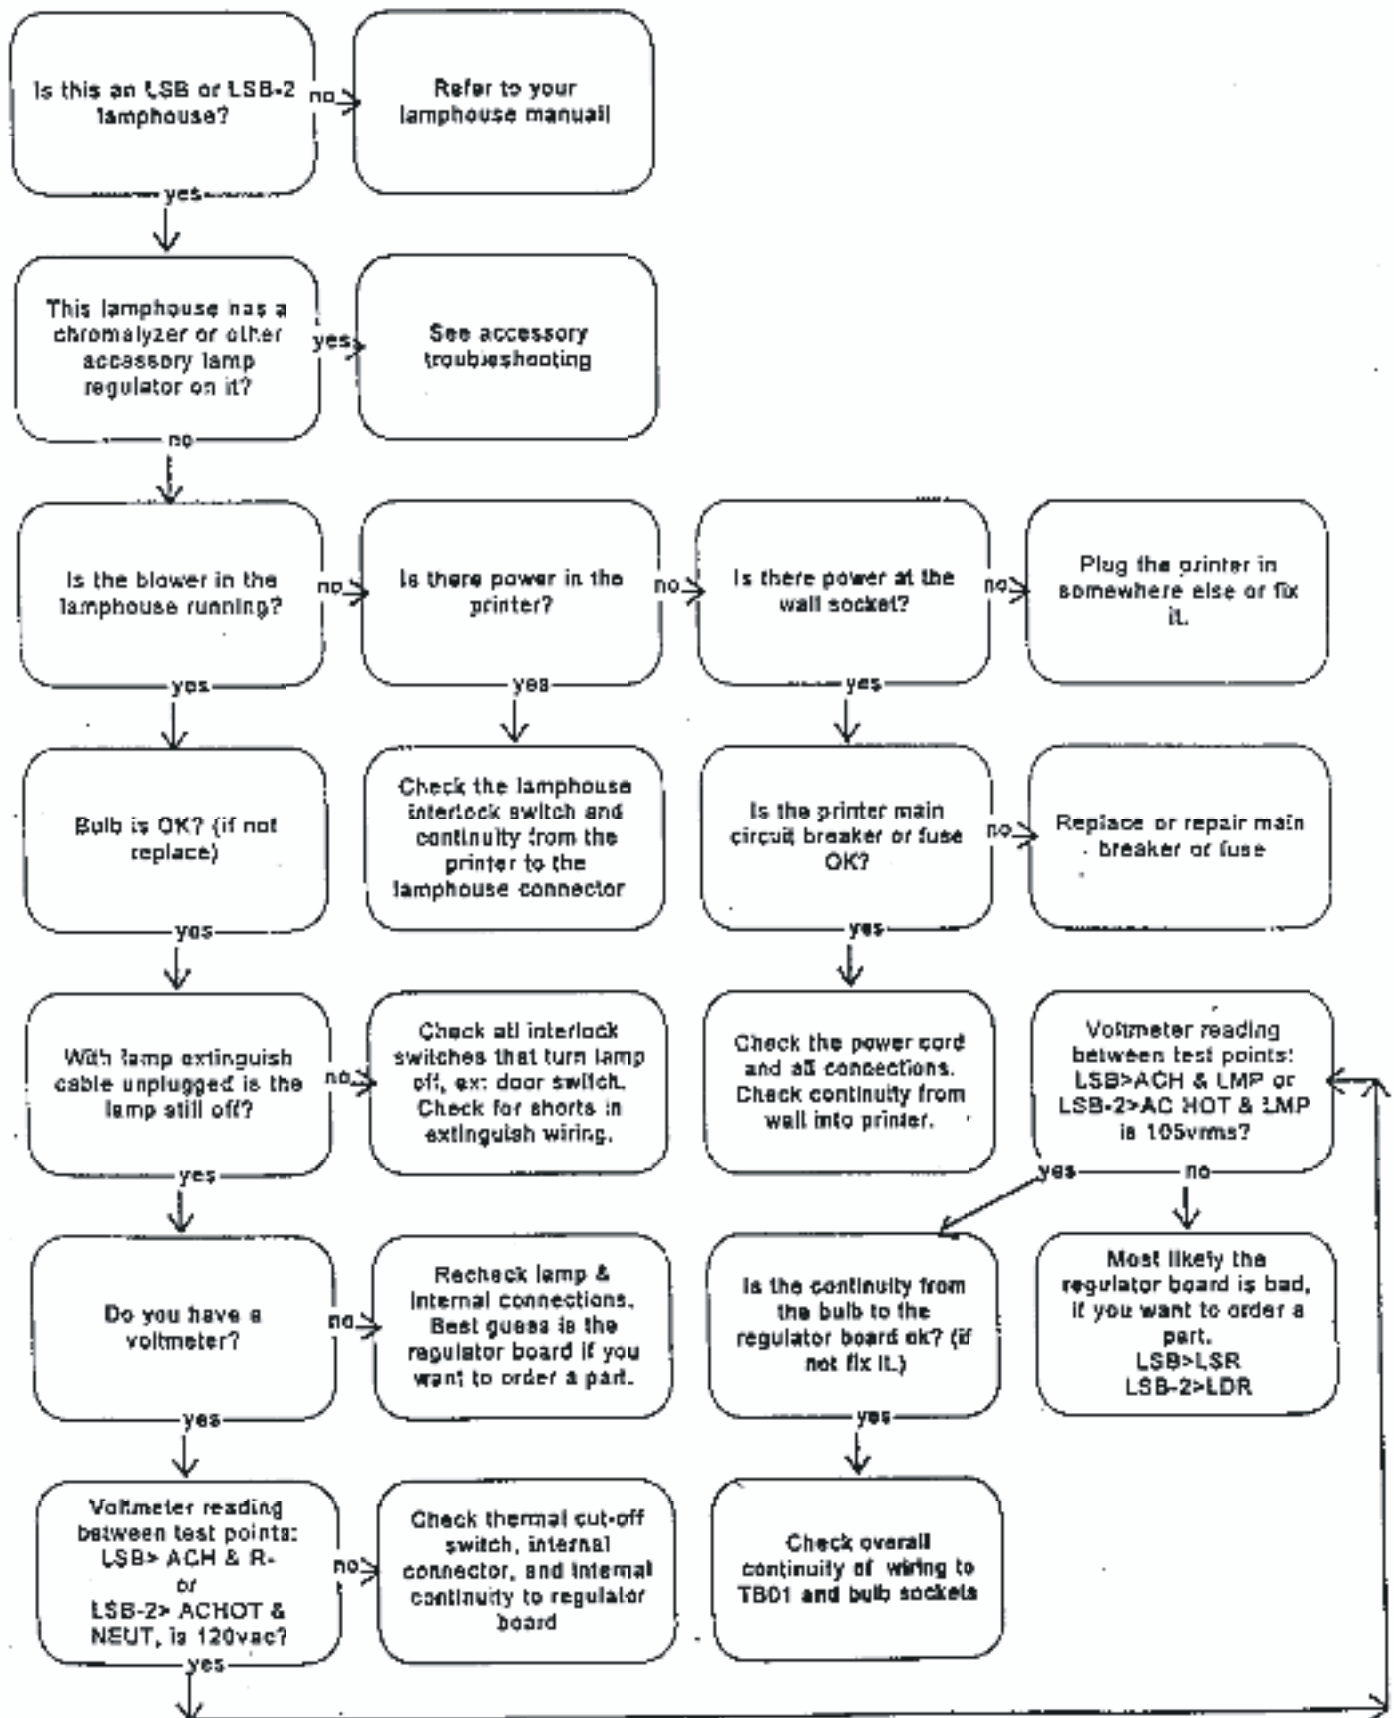 Is this an LSB or LSB-2
lamphouse?
no
Refer to your
lamphouse manuall
yes
This lamphouse has a
chromalyzer or other
accessory lamp
regulator on it?
yes
See accessory
troubleshooting
no
Is the blower in the
lamphouse running?
no
Is there power in the
printer?
no
Is there power at the
wall socket?
no
Plug the printer in
somewhere else or fix
it.
yes
yes
yes
Bulb is OK? (if not
replace)
Check the lamphouse
interlock switch and
continuity from the
printer to the
lamphouse connector
Is the printer main
circuit breaker or fuse
OK?
no
Replace or repair main
breaker or fuse
yes
yes
With lamp extinguish
cable unplugged is the
lamp still off?
no
Check all interlock
switches that turn lamp
off, ext door switch.
Check for shorts in
extinguish wiring.
Check the power cord
and all connections.
Check continuity from
wall into printer.
Voltmeter reading
between test points:
LSB>ACH & LMP or
LSB-2>AC HOT & LMP
is 105vrms?
yes
yes
no
Do you have a
voltmeter?
no
Recheck lamp &
internal connections.
Best guess is the
regulator board if you
want to order a part.
Is the continuity from
the bulb to the
regulator board ok? (if
not fix it.)
Most likely the
regulator board is bad,
if you want to order a
part.
LSB>LSR
LSB-2>LDR
yes
yes
Voltmeter reading
between test points:
LSB> ACH & R-
or
LSB-2> ACHOT &
NEUT, is 120vac?
no
Check thermal cut-off
switch, internal
connector, and internal
continuity to regulator
board
Check overall
continuity of wiring to
TB01 and bulb sockets
yes